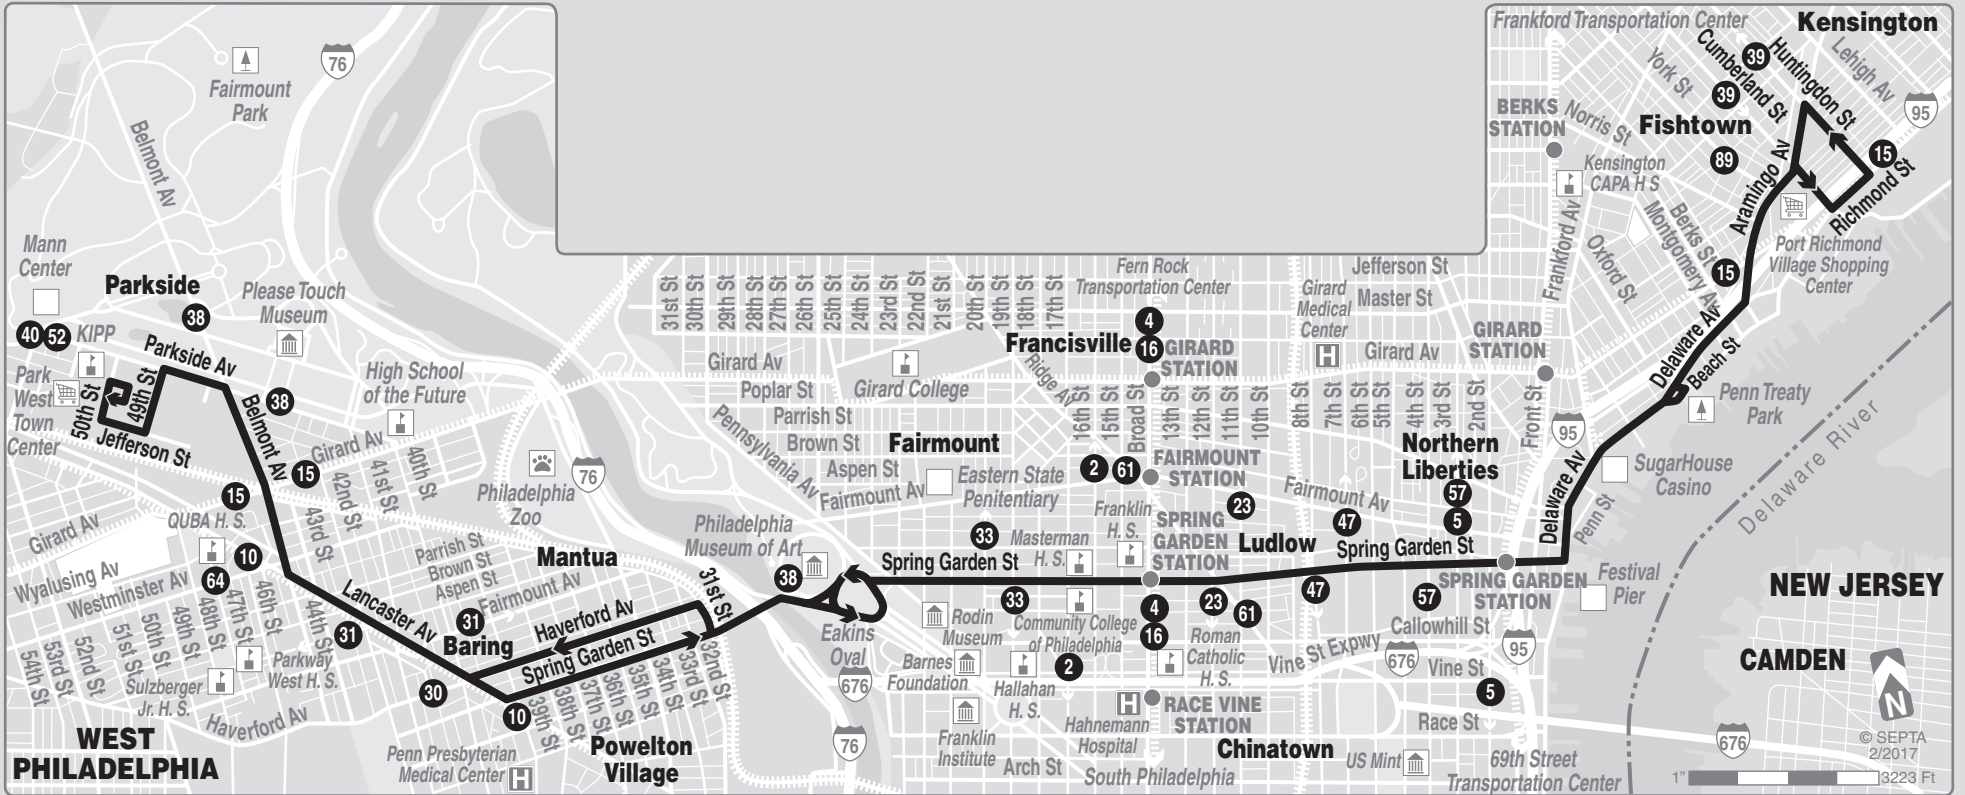 Frankford Transportation Center
Kensington
76
Fairmount
Park
Cumberland St
39
Huntingdon St
Lehigh Av
York St
39
95
BERKS
STATION
Norris St
Fishtown
89
15
Kensington
CAPA H S
Belmont Av
Aramingo Av
Richmond St
Berks St
Montgomery Av
Frankford Av
Oxford St
15
Port Richmond
Village Shopping
Center
Mann
Center
Parkside
38
Please Touch
Museum
40
52
KIPP
Parkside Av
31st St
30th St
29th St
28th St
27th St
26th St
25th St
24th St
23rd St
22nd St
21st St
20th St
19th St
18th St
17th St
Fern Rock
Transportation Center
4
16
Francisville
GIRARD
STATION
Girard
Medical
Center
H
Jefferson St
Master St
Girard Av
GIRARD
STATION
Delaware Av
Beach St
Penn Treaty
Park
Park
West
Town
Center
50th St
49th St
Jefferson St
38
Belmont Av
High School
of the Future
Girard Av
15
42nd St
41st St
40th St
Girard Av
Poplar St
Girard College
Ridge Av
Parrish St
Brown St
Aspen St
Fairmount Av
Pennsylvania Av
Fairmount
Eastern State
Penitentiary
16th St
15th St
Broad St
13th St
12th St
11th St
10th St
8th St
7th St
6th St
5th St
4th St
3rd St
2nd St
Front St
95
Northern
Liberties
57
5
2
61
FAIRMOUNT
STATION
Fairmount Av
47
SugarHouse
Casino
Delaware River
Delaware Av
Penn St
15
QUBA H. S.
Girard Av
43rd St
10
Philadelphia
Zoo
76
Philadelphia
Museum of Art
38
33
Masterman
H. S.
Franklin
H. S.
SPRING
GARDEN
STATION
23
Ludlow
Spring Garden St
Spring Garden St
Wyalusing Av
Westminster Av
64
Parrish St
Brown St
Aspen St
Fairmount Av
Mantua
31st St
Lancaster Av
31
Baring
Haverford Av
Spring Garden St
Eakins
Oval
676
33
Rodin
Museum
Community College
of Philadelphia
4
16
23
61
47
57
SPRING GARDEN
STATION
Festival
Pier
NEW JERSEY
Callowhill St
54th St
53rd St
52nd St
51st St
50th St
49th St
48th St
47th St
46th St
44th St
31
Parkway
West H. S.
Sulzberger
Jr. H. S.
Haverford Av
30
10
39th St
38th St
37th St
36th St
35th St
34th St
33rd St
32nd St
Barnes
Foundation
Hallahan
H. S.
2
Roman
Catholic
H. S.
Vine St Expwy
676
Vine St
95
CAMDEN
5
Race St
H
Hahnemann
Hospital
RACE VINE
STATION
Franklin
Institute
WEST
PHILADELPHIA
Penn Presbyterian
Medical Center
H
Powelton
Village
76
Arch St
South Philadelphia
Chinatown
US Mint
69th Street
Transportation Center
676
N
© SEPTA
2/2017
1"
3223 Ft